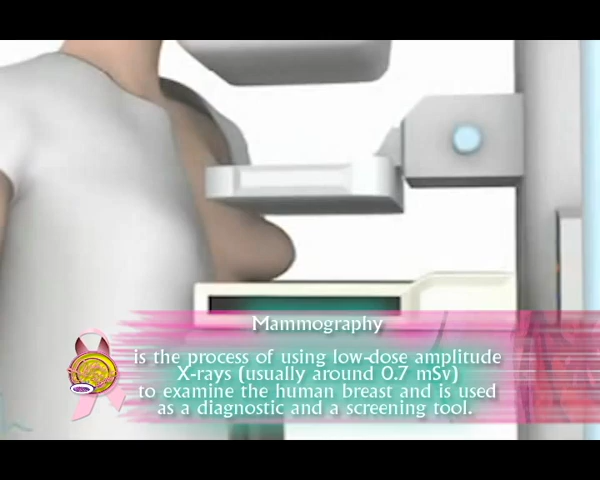 Mammography
is the process of using low-dose amplitude
X-rays (usually around 0.7 mSv)
to examine the human breast and is used
as a diagnostic and a screening tool.